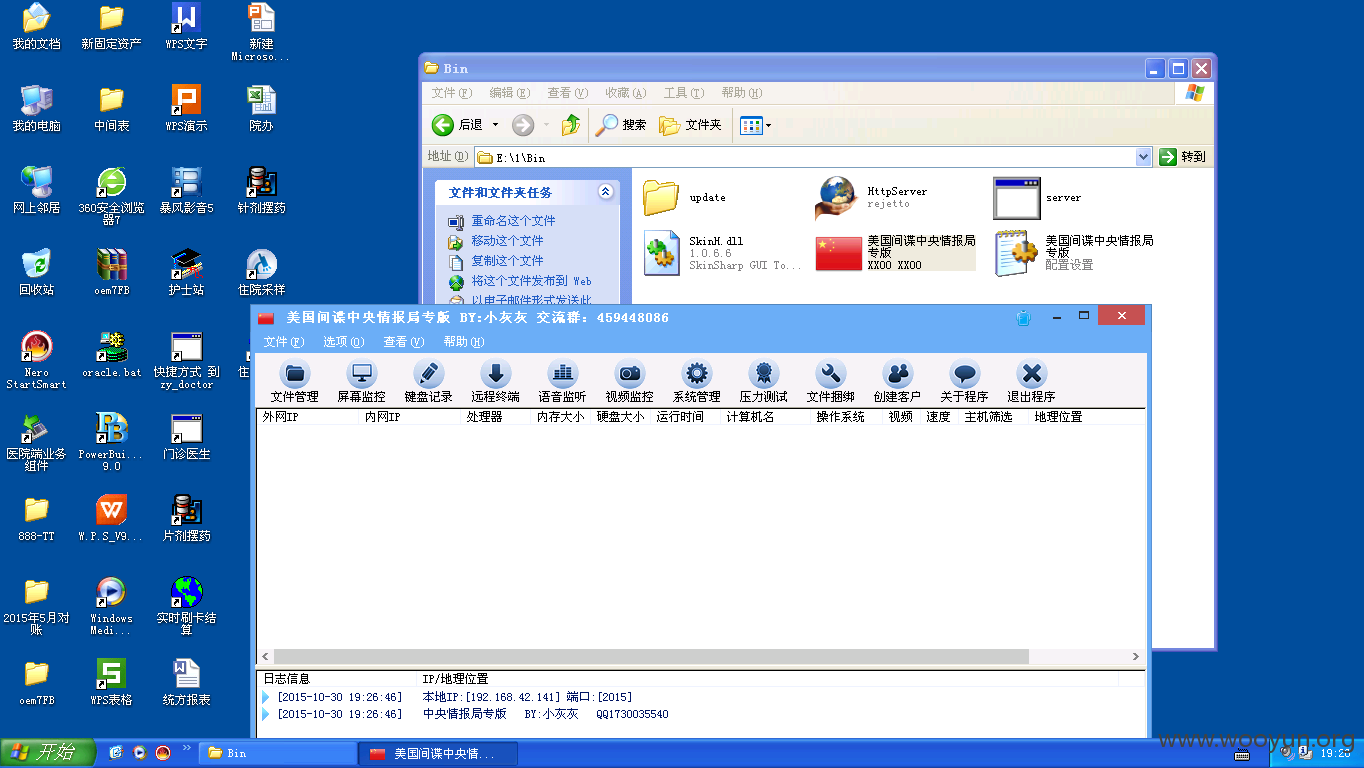 我的文档
新固定资产
WPS文字
新建
Microso...
我的电脑
中间表
WPS演示
院办
网上邻居
360安全浏览
器7
暴风影音5
针剂摆药
回收站
oem7FB
护士站
住院采样
Nero
StartSmart
oracle.bat
快捷方式 到
zy_doctor
住
医院端业务
组件
PowerBui...
9.0
门诊医生
888-TT
W.P.S_V9...
片剂摆药
2015年5月对
账
Windows
Medi...
实时刷卡结
算
oem7FB
WPS表格
统方报表
Bin
文件(F) 编辑(E) 查看(V) 收藏(A) 工具(T) 帮助(H)
后退 搜索 文件夹
地址(D) E:\1\Bin 转到
文件和文件夹任务
重命名这个文件
移动这个文件
复制这个文件
将这个文件发布到 Web
以电子邮件形式发送此
update
HttpServer
rejetto
server
SkinH.dll
1.0.6.6
SkinSharp GUI To...
美国间谍中央情报局
专版
XXOO XXOO
美国间谍中央情报局
专版
配置设置
美国间谍中央情报局专版 BY:小灰灰 交流群: 459448086
文件(F) 选项(O) 查看(V) 帮助(H)
文件管理 屏幕监控 键盘记录 远程终端 语音监听 视频监控 系统管理 压力测试 文件捆绑 创建客户 关于程序 退出程序
外网IP 内网IP 处理器 内存大小 硬盘大小 运行时间 计算机名 操作系统 视频 速度 主机筛选 地理位置
日志信息 IP/地理位置
[2015-10-30 19:26:46] 本地IP:[192.168.42.141] 端口:[2015]
[2015-10-30 19:26:46] 中央情报局专版 BY:小灰灰 QQ1730035540
开始 Bin 美国间谍中央情... 19:26
www.wooyun.org